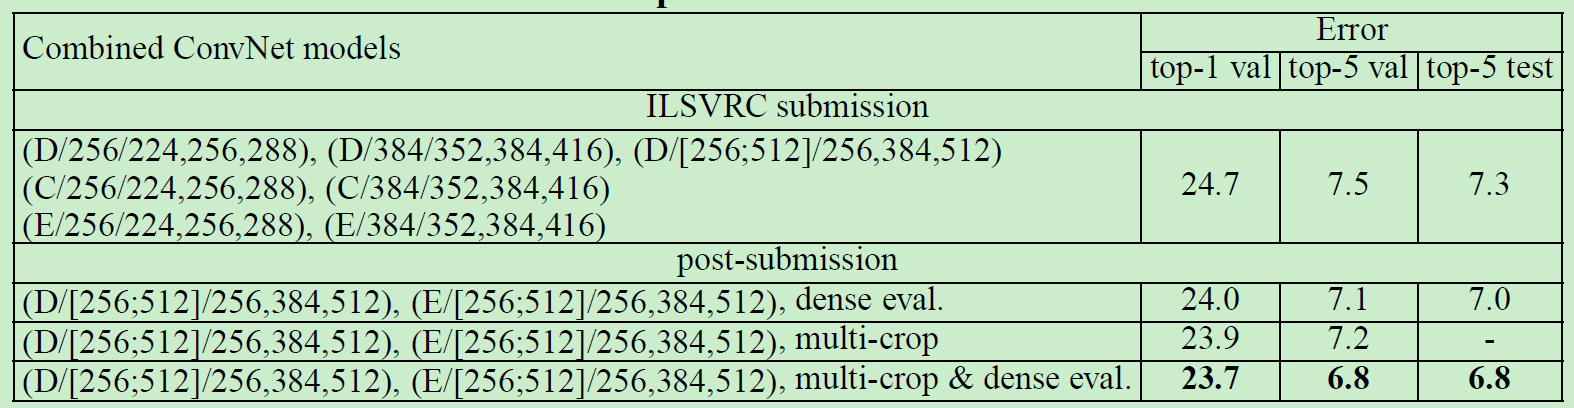 Combined ConvNet models
Error
top-1 val
top-5 val
top-5 test
ILSVRC submission
(D/256/224,256,288), (D/384/352,384,416), (D/[256;512]/256,384,512)
(C/256/224,256,288), (C/384/352,384,416)
(E/256/224,256,288), (E/384/352,384,416)
24.7
7.5
7.3
post-submission
(D/[256;512]/256,384,512), (E/[256;512]/256,384,512), dense eval.
24.0
7.1
7.0
(D/[256;512]/256,384,512), (E/[256;512]/256,384,512), multi-crop
23.9
7.2
-
(D/[256;512]/256,384,512), (E/[256;512]/256,384,512), multi-crop & dense eval.
23.7
6.8
6.8